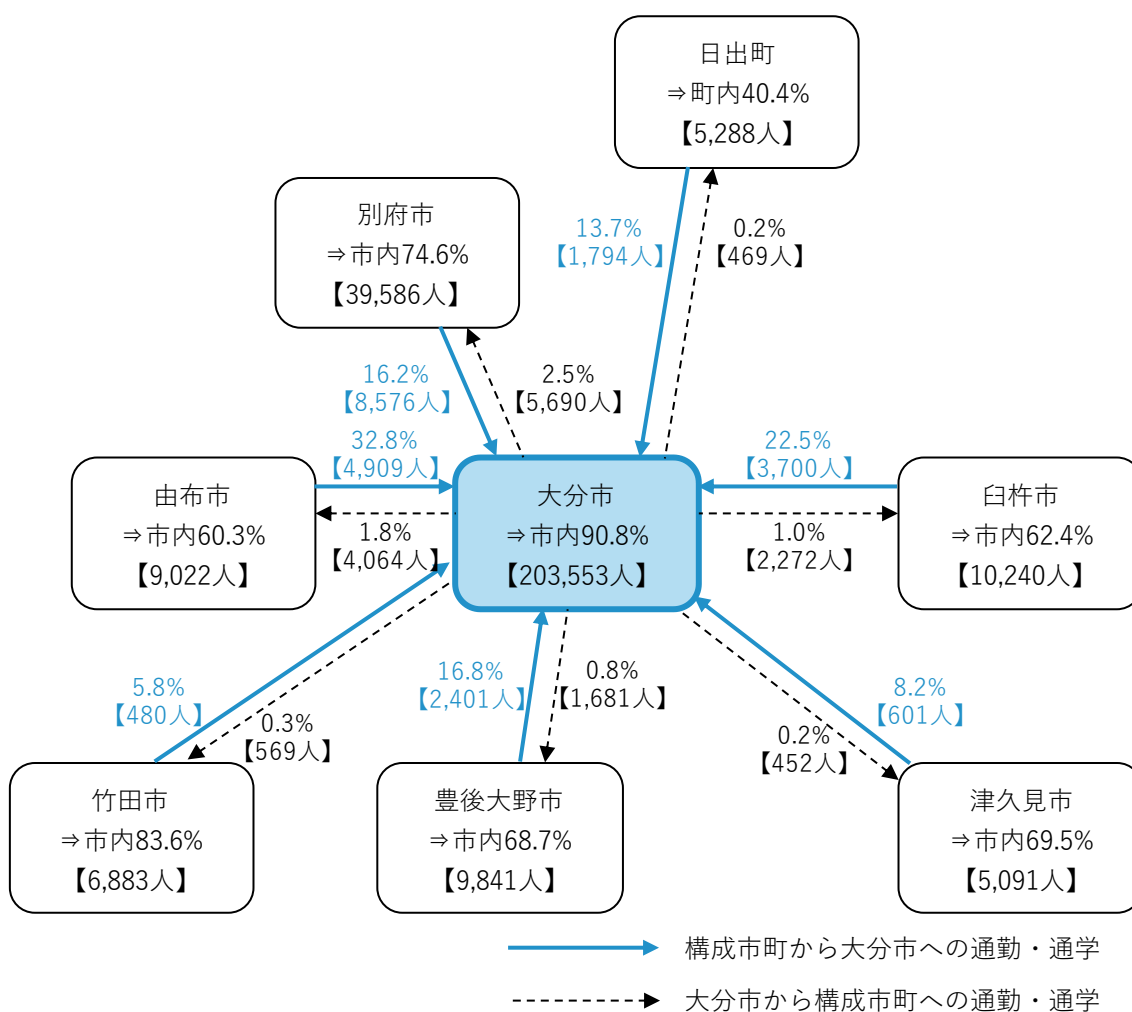 日出町
⇒町内40.4%
【5,288人】
別府市
⇒市内74.6%
【39,586人】
13.7%
【1,794人】
0.2%
【469人】
16.2%
【8,576人】
2.5%
【5,690人】
32.8%
【4,909人】
22.5%
【3,700人】
由布市
⇒市内60.3%
【9,022人】
大分市
⇒市内90.8%
【203,553人】
臼杵市
⇒市内62.4%
【10,240人】
1.8%
【4,064人】
1.0%
【2,272人】
5.8%
【480人】
0.3%
【569人】
16.8%
【2,401人】
0.8%
【1,681人】
8.2%
【601人】
0.2%
【452人】
竹田市
⇒市内83.6%
【6,883人】
豊後大野市
⇒市内68.7%
【9,841人】
津久見市
⇒市内69.5%
【5,091人】
構成市町から大分市への通勤・通学
大分市から構成市町への通勤・通学